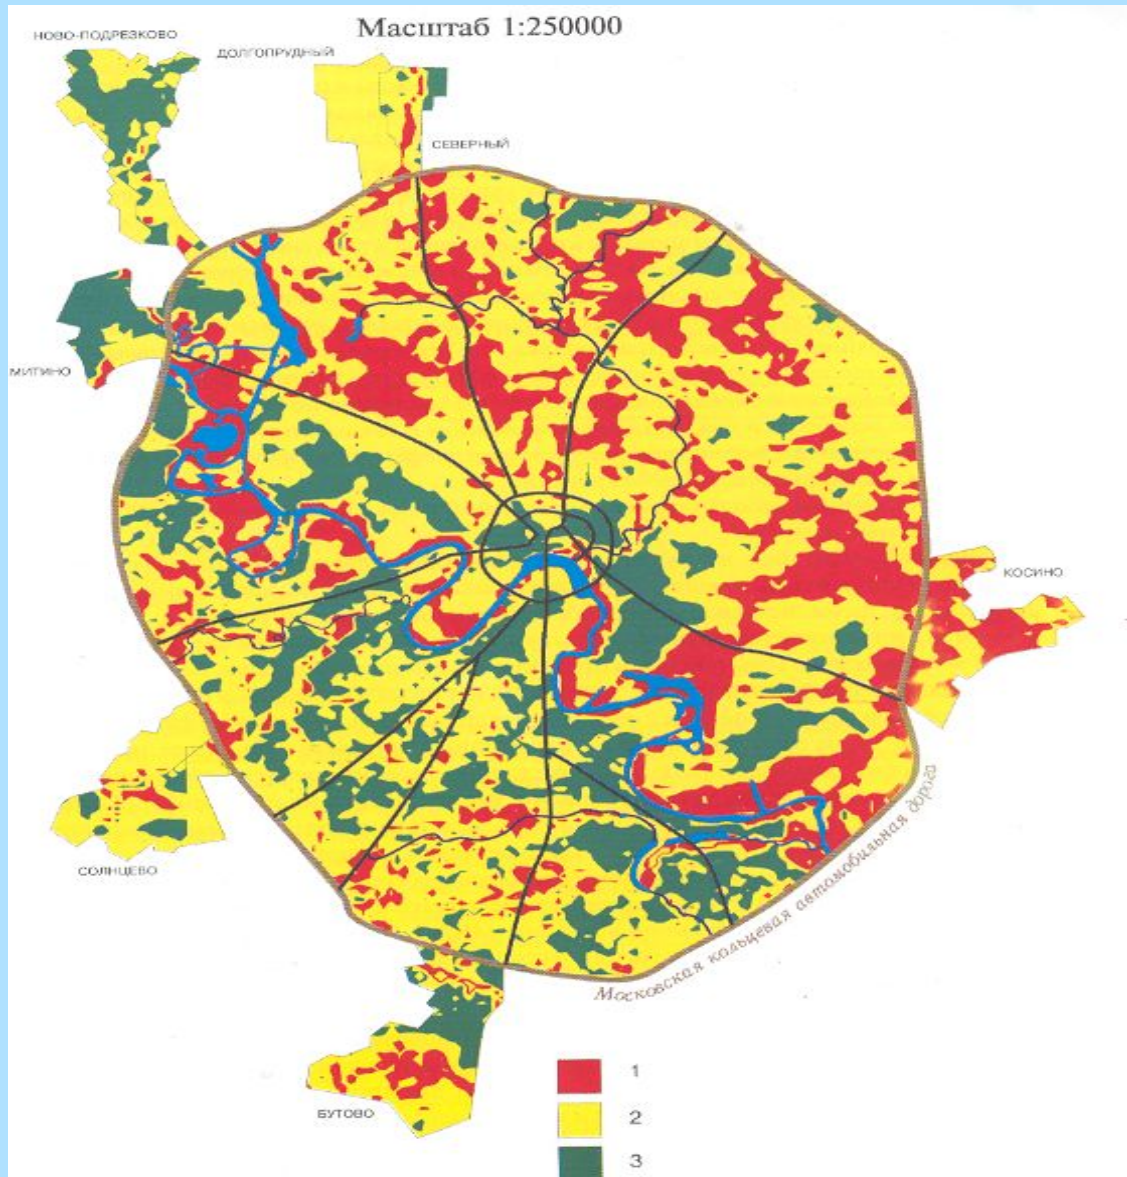 Масштаб 1:250000
НОВО-ПОДРЕЗКОВО
ДОЛГОПРУДНЫЙ
СЕВЕРНЫЙ
МИТИНО
КОСИНО
СОЛНЦЕВО
Московская кольцевая автомобильная дорога
БУТОВО
1
2
3